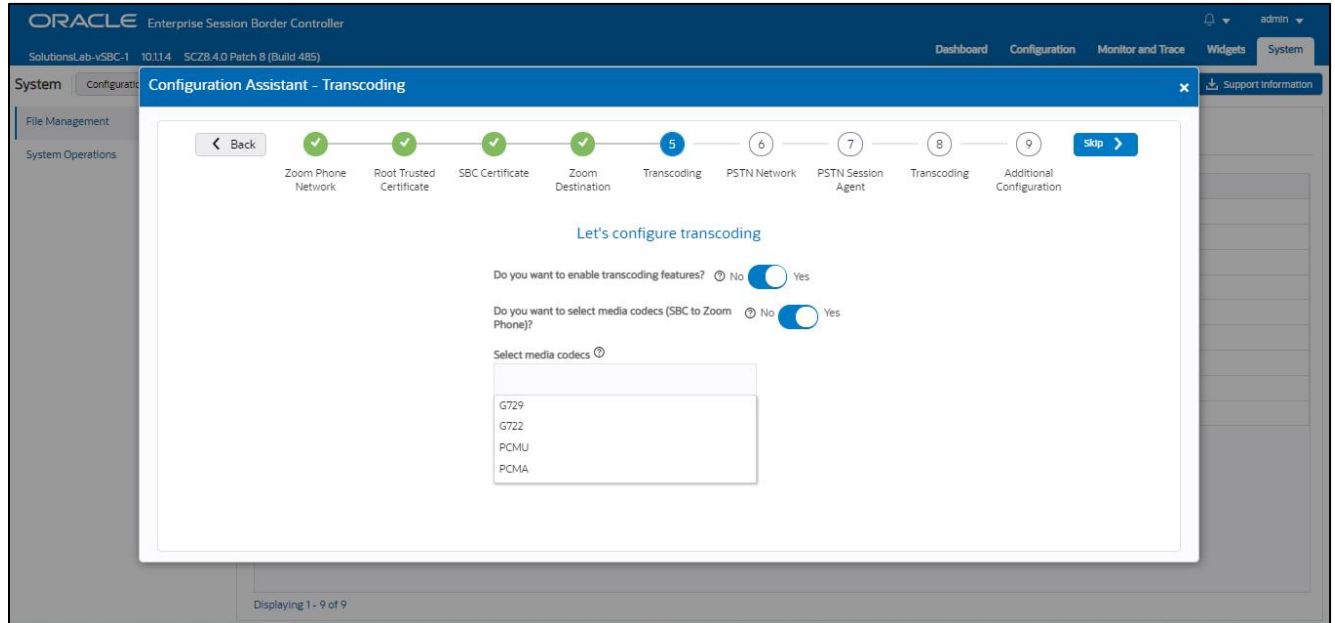 ORACLE Enterprise Session Border Controller
admin
SolutionsLab-vSBC-1 10.1.1.4 SCZ8.4.0 Patch 8 (Build 485)
Dashboard Configuration Monitor and Trace Widgets System
System
Configuration Assistant - Transcoding
×
Support Information
File Management
System Operations
Back
5 6 7 8 9
Skip
Zoom Phone Network
Root Trusted Certificate
SBC Certificate
Zoom Destination
Transcoding
PSTN Network
PSTN Session Agent
Transcoding
Additional Configuration
Let's configure transcoding
Do you want to enable transcoding features? ? No Yes
Do you want to select media codecs (SBC to Zoom Phone)? ? No Yes
Select media codecs ?
G729
G722
PCMU
PCMA
Displaying 1 - 9 of 9